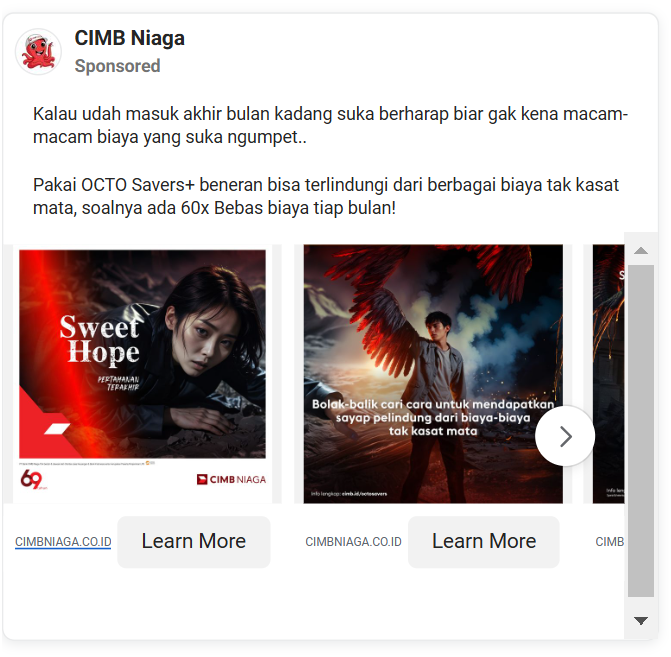 CIMB Niaga
Sponsored
Kalau udah masuk akhir bulan kadang suka berharap biar gak kena macam-
macam biaya yang suka ngumpet..
Pakai OCTO Savers+ beneran bisa terlindungi dari berbagai biaya tak kasat
mata, soalnya ada 60x Bebas biaya tiap bulan!
Sweet
Hope
PERTAHANAN
TERAKHIR
69
CIMB NIAGA
Bolak-balik cari cara untuk mendapatkan
sayap pelindung dari biaya-biaya
tak kasat mata
Info lengkap: cimb.id/octosavers
S
Info leng
CIMBNIAGA.CO.ID
Learn More
CIMBNIAGA.CO.ID
Learn More
CIMB